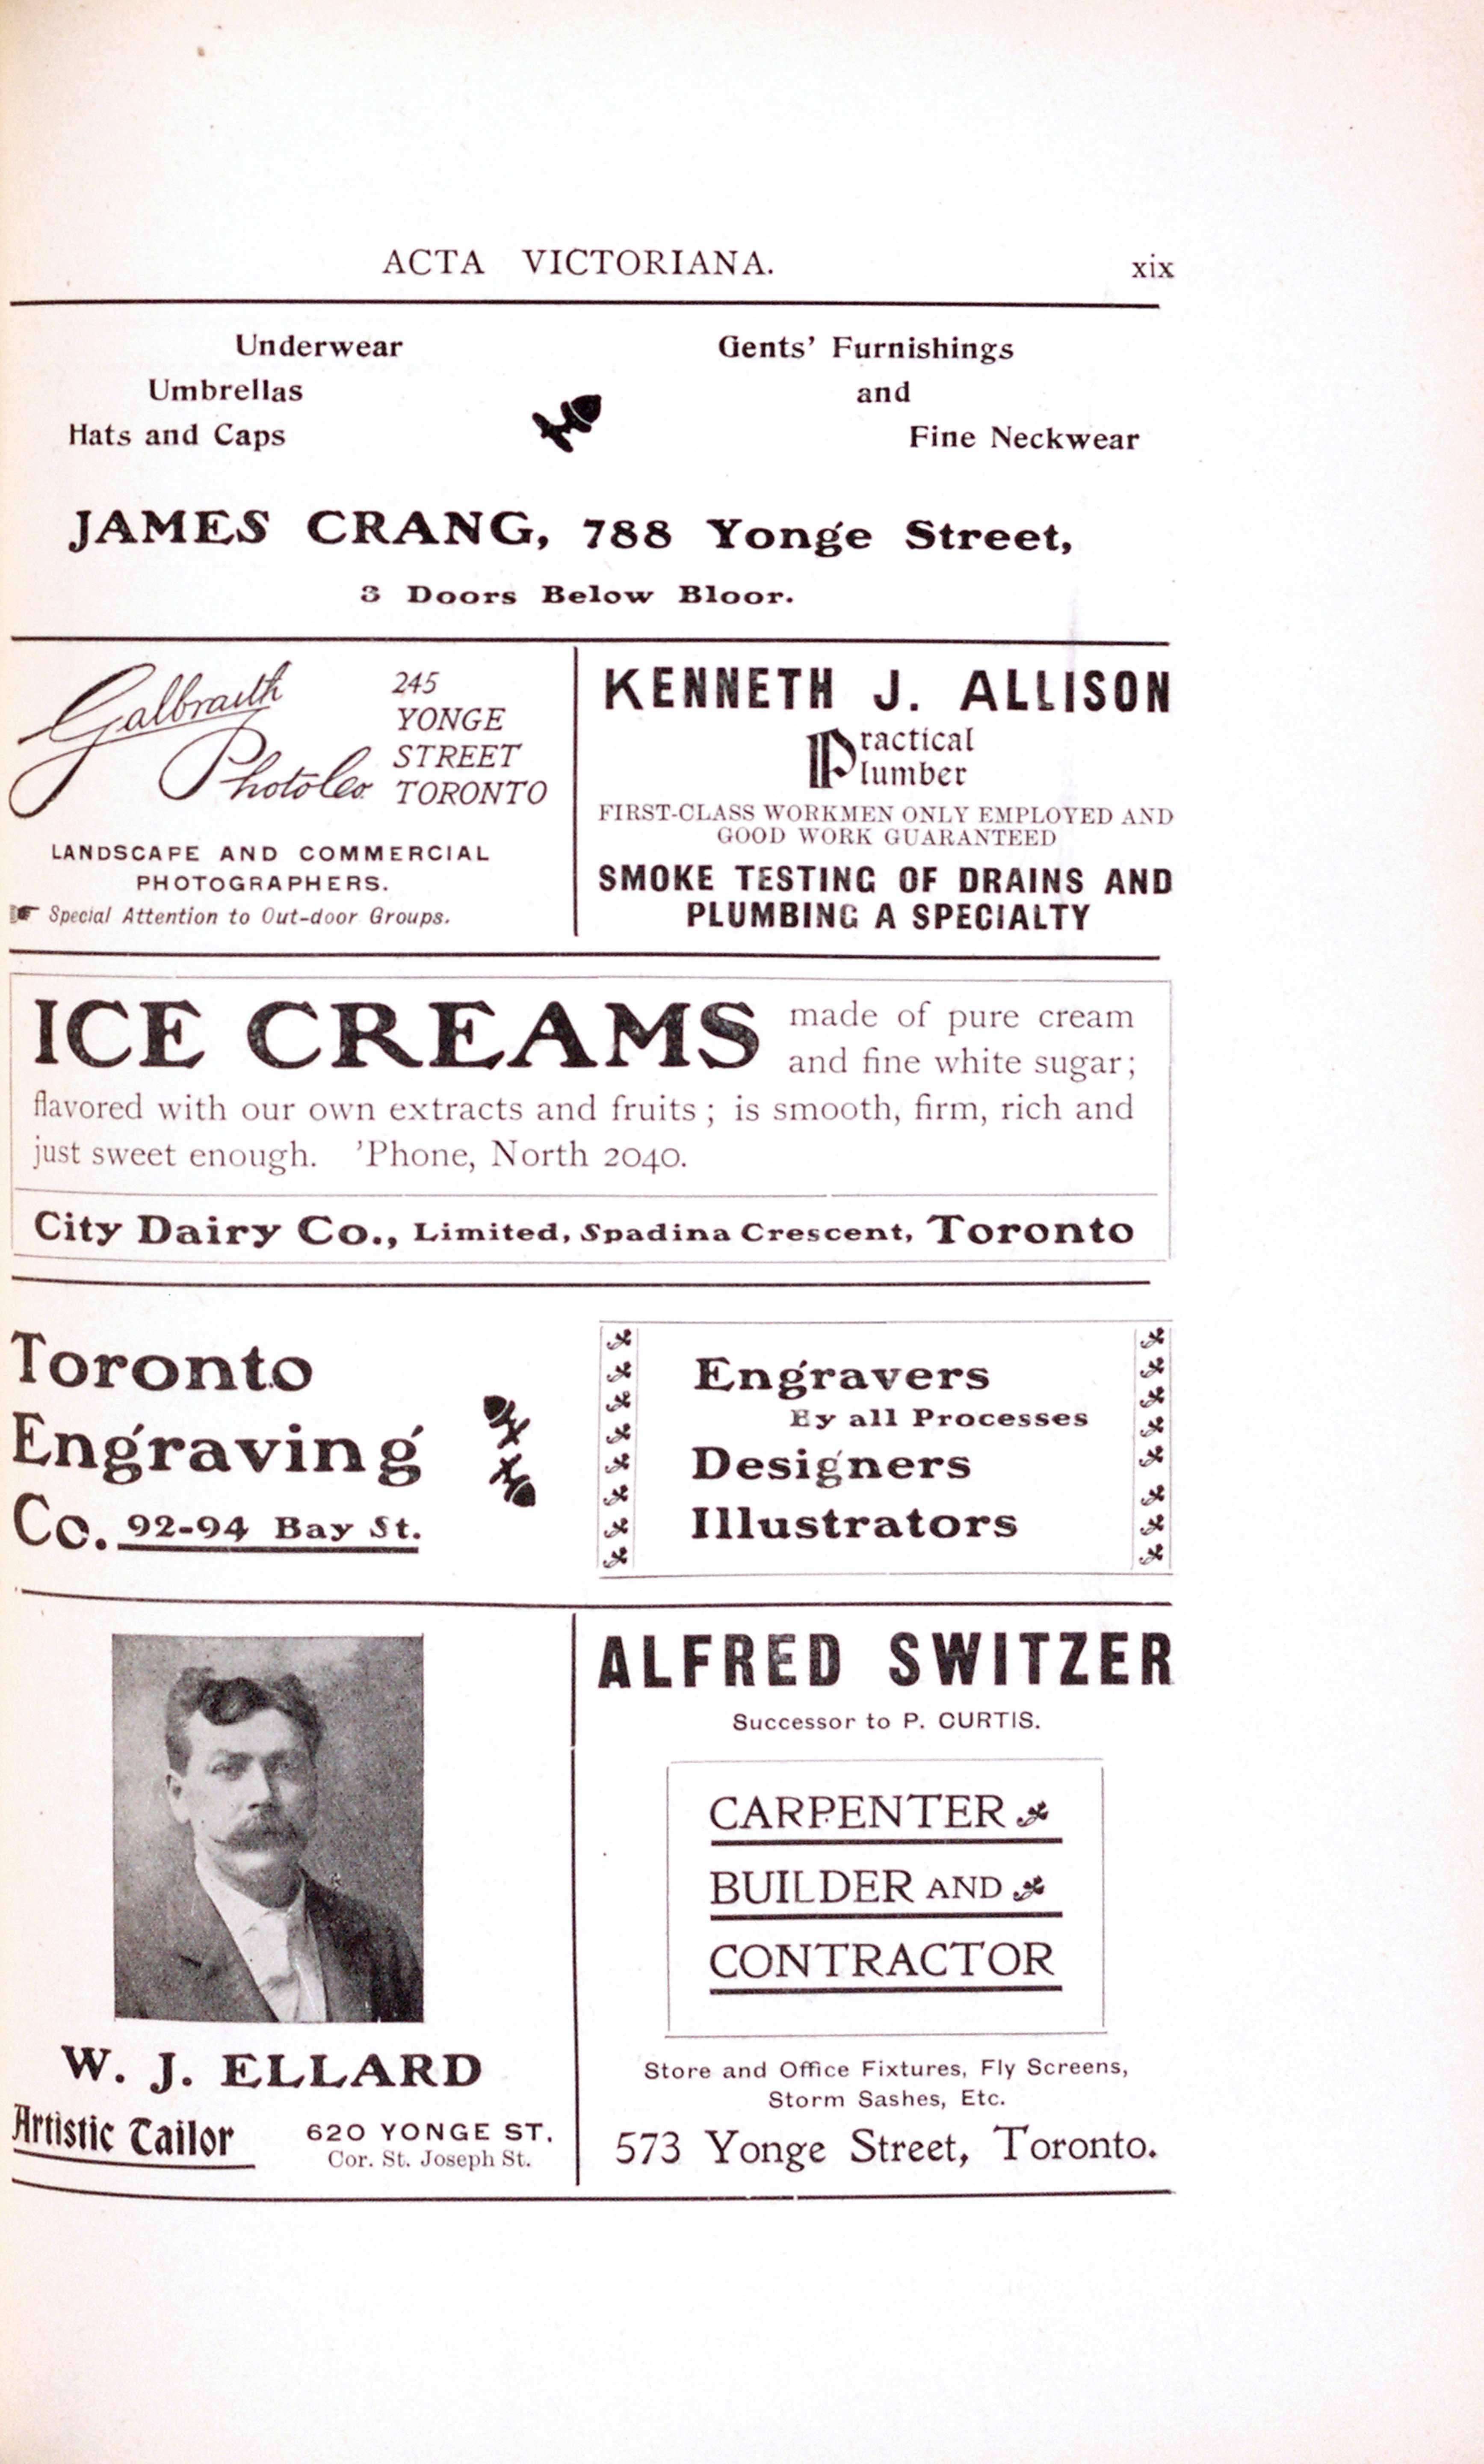 ACTA VICTORIANA.
xix
Underwear
Umbrellas
Hats and Caps
Gents' Furnishings
and
Fine Neckwear
JAMES CRANG, 788 Yonge Street,
3 Doors Below Bloor.
Galbraith
Photo Co.
245
YONGE
STREET
TORONTO
LANDSCAPE AND COMMERCIAL
PHOTOGRAPHERS.
☛ Special Attention to Out-door Groups.
KENNETH J. ALLISON
Practical
Plumber
FIRST-CLASS WORKMEN ONLY EMPLOYED AND
GOOD WORK GUARANTEED
SMOKE TESTING OF DRAINS AND
PLUMBING A SPECIALTY
ICE CREAMS made of pure cream
and fine white sugar;
flavored with our own extracts and fruits; is smooth, firm, rich and
just sweet enough. 'Phone, North 2040.
City Dairy Co., Limited, Spadina Crescent, Toronto
Toronto
Engraving
Co. 92-94 Bay St.
Engravers
By all Processes
Designers
Illustrators
W. J. ELLARD
Artistic Tailor
620 YONGE ST.
Cor. St. Joseph St.
ALFRED SWITZER
Successor to P. CURTIS.
CARPENTER
BUILDER AND
CONTRACTOR
Store and Office Fixtures, Fly Screens,
Storm Sashes, Etc.
573 Yonge Street, Toronto.